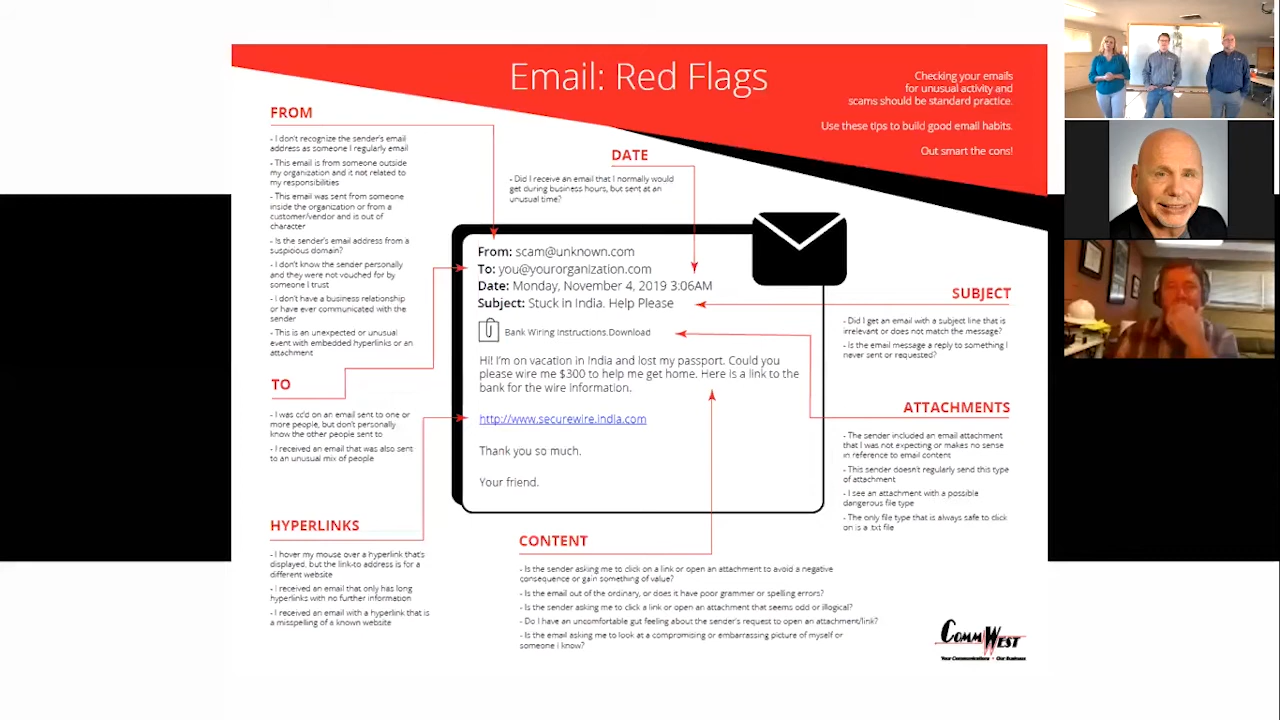 Email: Red Flags
Checking your emails
for unusual activity and
scams should be standard practice.
Use these tips to build good email habits.
Out smart the cons!
FROM
- I don't recognize the sender's email
address as someone I regularly email
- This email is from someone outside
my organization and it not related to
my responsibilities
- This email was sent from someone
inside the organization or from a
customer/vendor and is out of
character
- Is the sender's email address from a
suspicious domain?
- I don't know the sender personally
and they were not vouched for by
someone I trust
- I don't have a business relationship
or have ever communicated with the
sender
- This is an unexpected or unusual
event with embedded hyperlinks or an
attachment
TO
- I was cc'd on an email sent to one or
more people, but don't personally
know the other people sent to
- I received an email that was also sent
to an unusual mix of people
HYPERLINKS
- I hover my mouse over a hyperlink that's
displayed, but the link-to address is for a
different website
- I received an email that only has long
hyperlinks with no further information
- I received an email with a hyperlink that is
a misspelling of a known website
DATE
- Did I receive an email that I normally would
get during business hours, but sent at an
unusual time?
From: scam@unknown.com
To: you@yourorganization.com
Date: Monday, November 4, 2019 3:06AM
Subject: Stuck in India. Help Please
Bank Wiring Instructions.Download
Hi! I'm on vacation in India and lost my passport. Could you
please wire me $300 to help me get home. Here is a link to the
bank for the wire information.
http://www.securewire.india.com
Thank you so much.
Your friend.
SUBJECT
- Did I get an email with a subject line that is
irrelevant or does not match the message?
- Is the email message a reply to something I
never sent or requested?
ATTACHMENTS
- The sender included an email attachment
that I was not expecting or makes no sense
in reference to email content
- This sender doesn't regularly send this type
of attachment
- I see an attachment with a possible
dangerous file type
- The only file type that is always safe to click
on is a .txt file
CONTENT
- Is the sender asking me to click on a link or open an attachment to avoid a negative
consequence or gain something of value?
- Is the email out of the ordinary, or does it have poor grammer or spelling errors?
- Is the sender asking me to click a link or open an attachment that seems odd or illogical?
- Do I have an uncomfortable gut feeling about the sender's request to open an attachment/link?
- Is the email asking me to look at a compromising or embarrassing picture of myself or
someone I know?
COMMWEST
Your Communications • Our Business